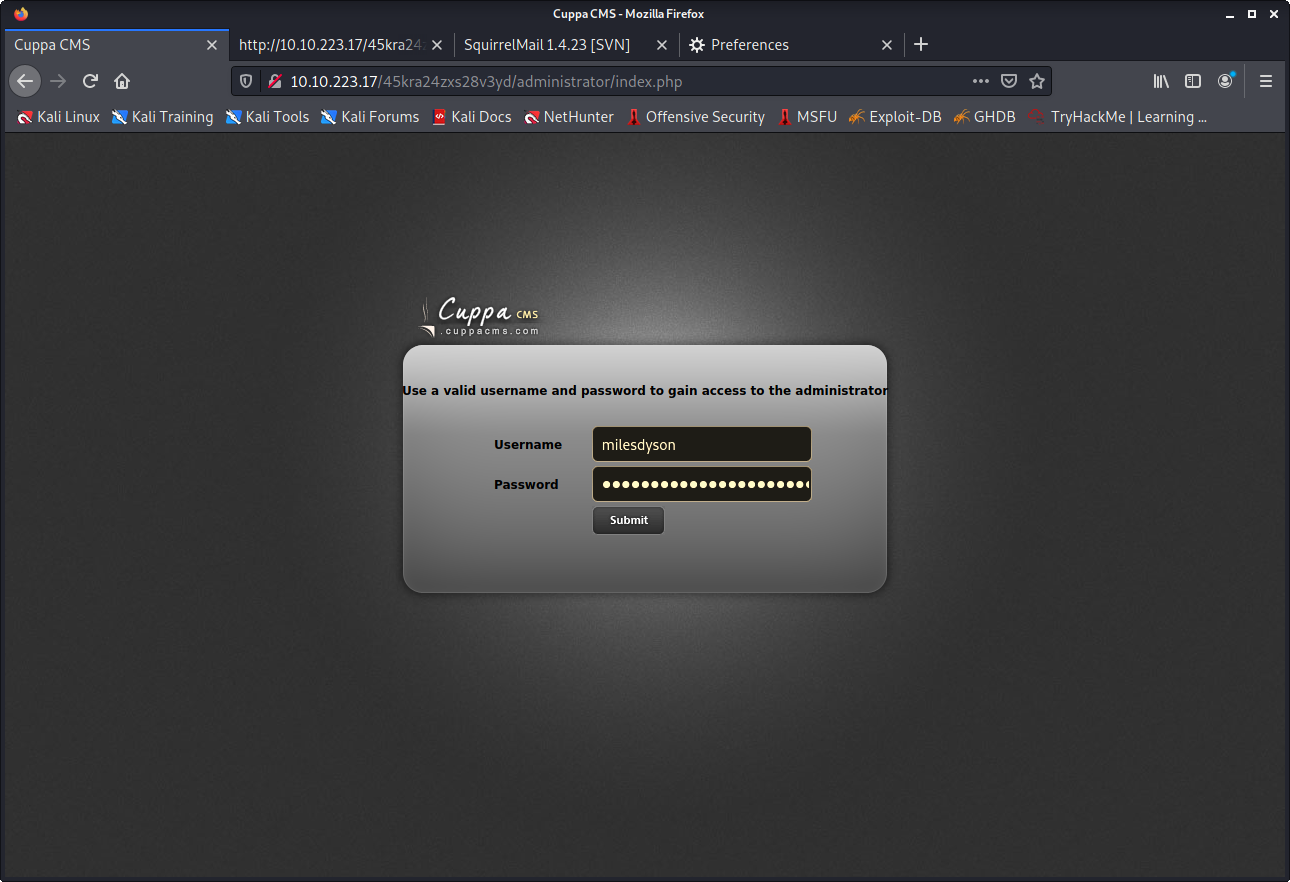 Cuppa CMS - Mozilla Firefox
Cuppa CMS http://10.10.223.17/45kra24 SquirrelMail 1.4.23 [SVN] Preferences
10.10.223.17/45kra24zxs28v3yd/administrator/index.php
Kali Linux Kali Training Kali Tools Kali Forums Kali Docs NetHunter Offensive Security MSFU Exploit-DB GHDB TryHackMe | Learning ...
Cuppa CMS
.cuppacms.com
Use a valid username and password to gain access to the administrator
Username milesdyson
Password
Submit